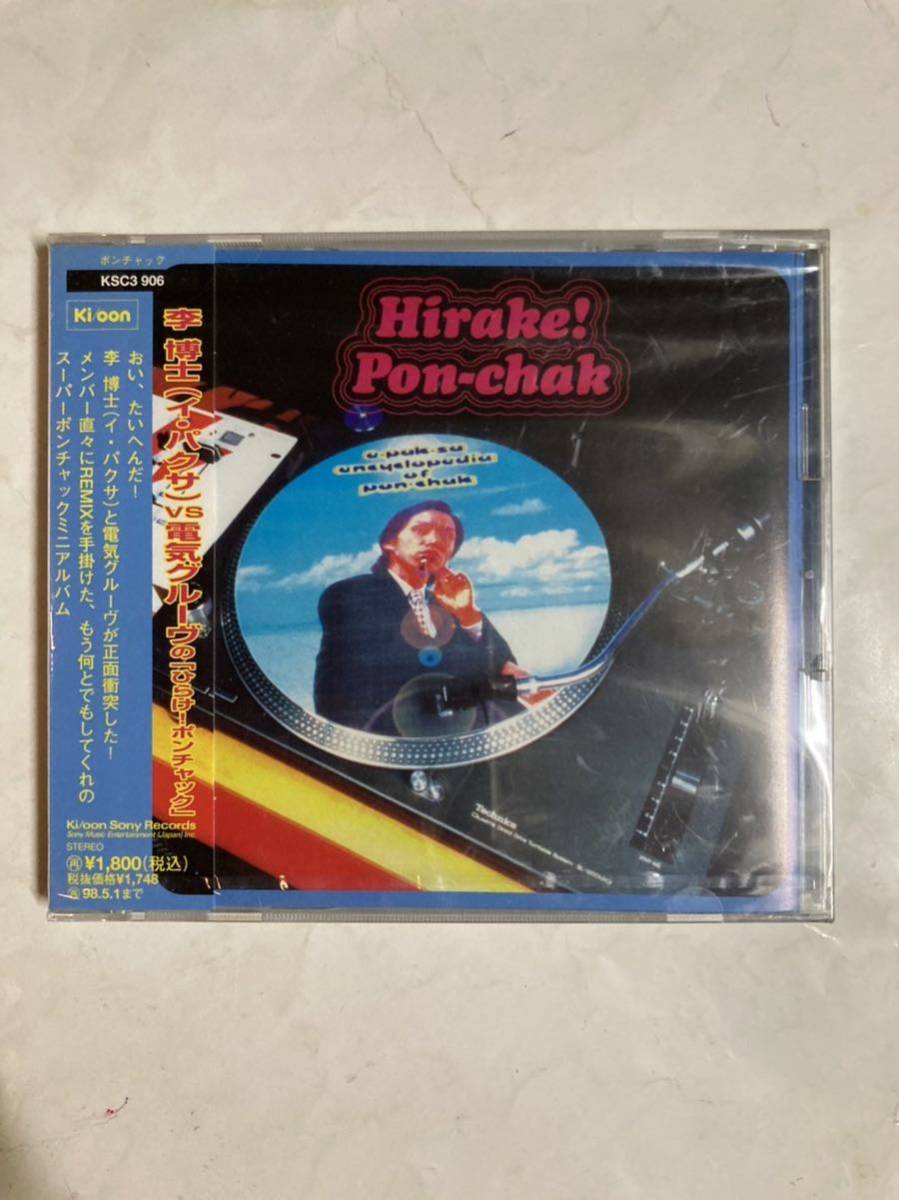 ポンチャック
KSC3 906
Ki/oon
李 博士(イ・パクサ)vs電気グルーヴの「ひらけ!ポンチャック」
おい、たいへんだ!
李 博士(イ・パクサ)と電気グルーヴが正面衝突した!
メンバー直々にREMIXを手掛けた、もう何とでもしてくれの
スーパーポンチャックミニアルバム
Ki/oon Sony Records
Sony Music Entertainment (Japan) Inc.
STEREO
再 ¥1,800(税込)
税抜価格¥1,748
再 98.5.1まで
Hirake!
Pon-chak
e-pak-sa
encyclopedia
of
pon-chak
Technics